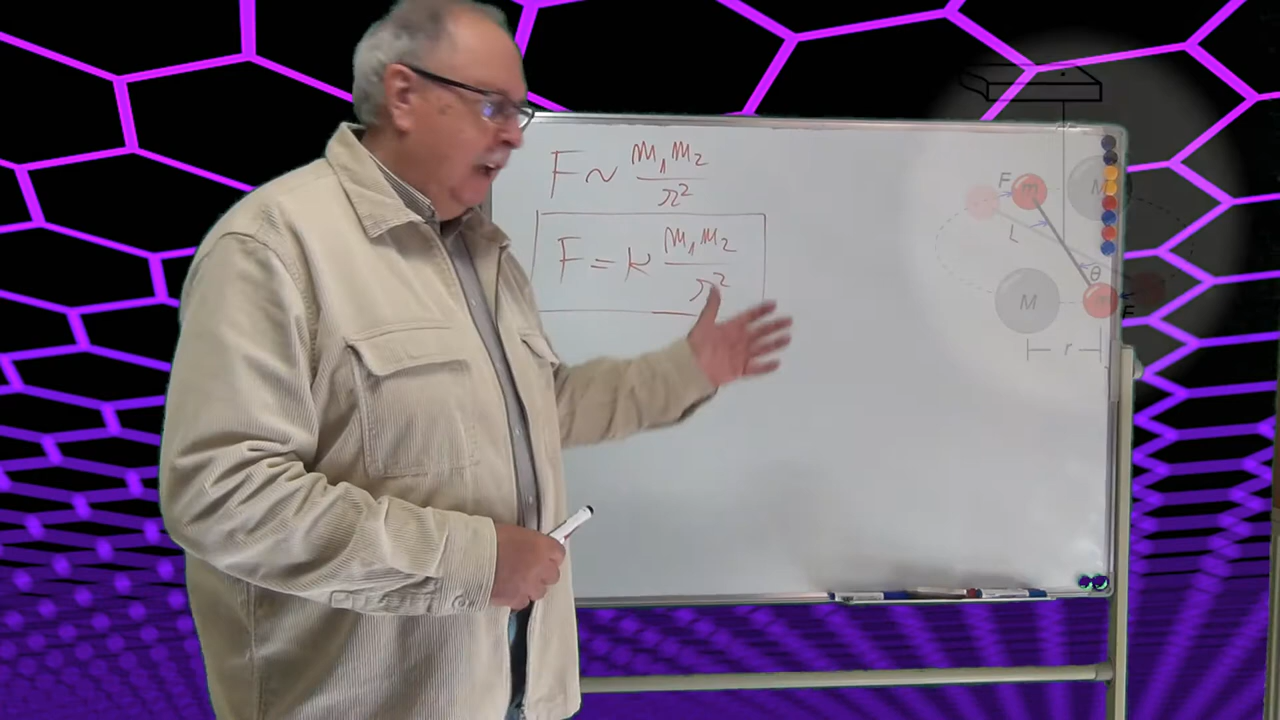 F ~ m₁m₂/r²
F = K m₁m₂/r²
F m M
L
θ
M F
r